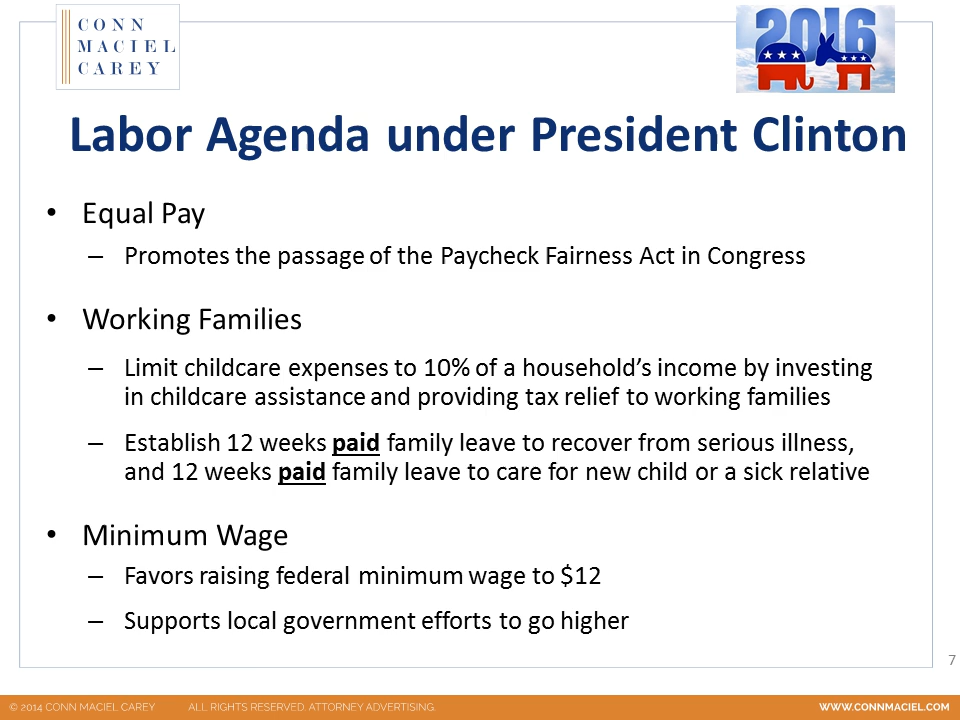 CONN
MACIEL
CAREY
2016
Labor Agenda under President Clinton
• Equal Pay
– Promotes the passage of the Paycheck Fairness Act in Congress
• Working Families
– Limit childcare expenses to 10% of a household’s income by investing
in childcare assistance and providing tax relief to working families
– Establish 12 weeks paid family leave to recover from serious illness,
and 12 weeks paid family leave to care for new child or a sick relative
• Minimum Wage
– Favors raising federal minimum wage to $12
– Supports local government efforts to go higher
7
© 2014 CONN MACIEL CAREY ALL RIGHTS RESERVED. ATTORNEY ADVERTISING. WWW.CONNMACIEL.COM